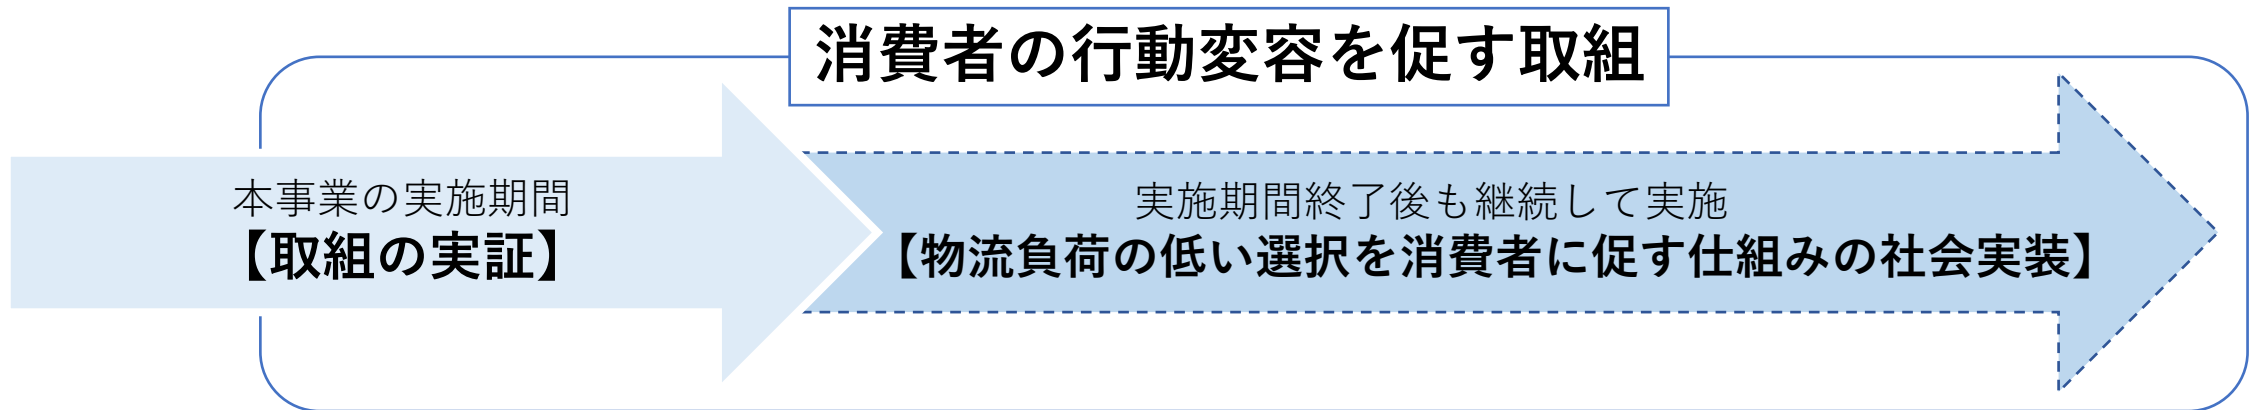 消費者の行動変容を促す取組
本事業の実施期間
【取組の実証】
実施期間終了後も継続して実施
【物流負荷の低い選択を消費者に促す仕組みの社会実装】